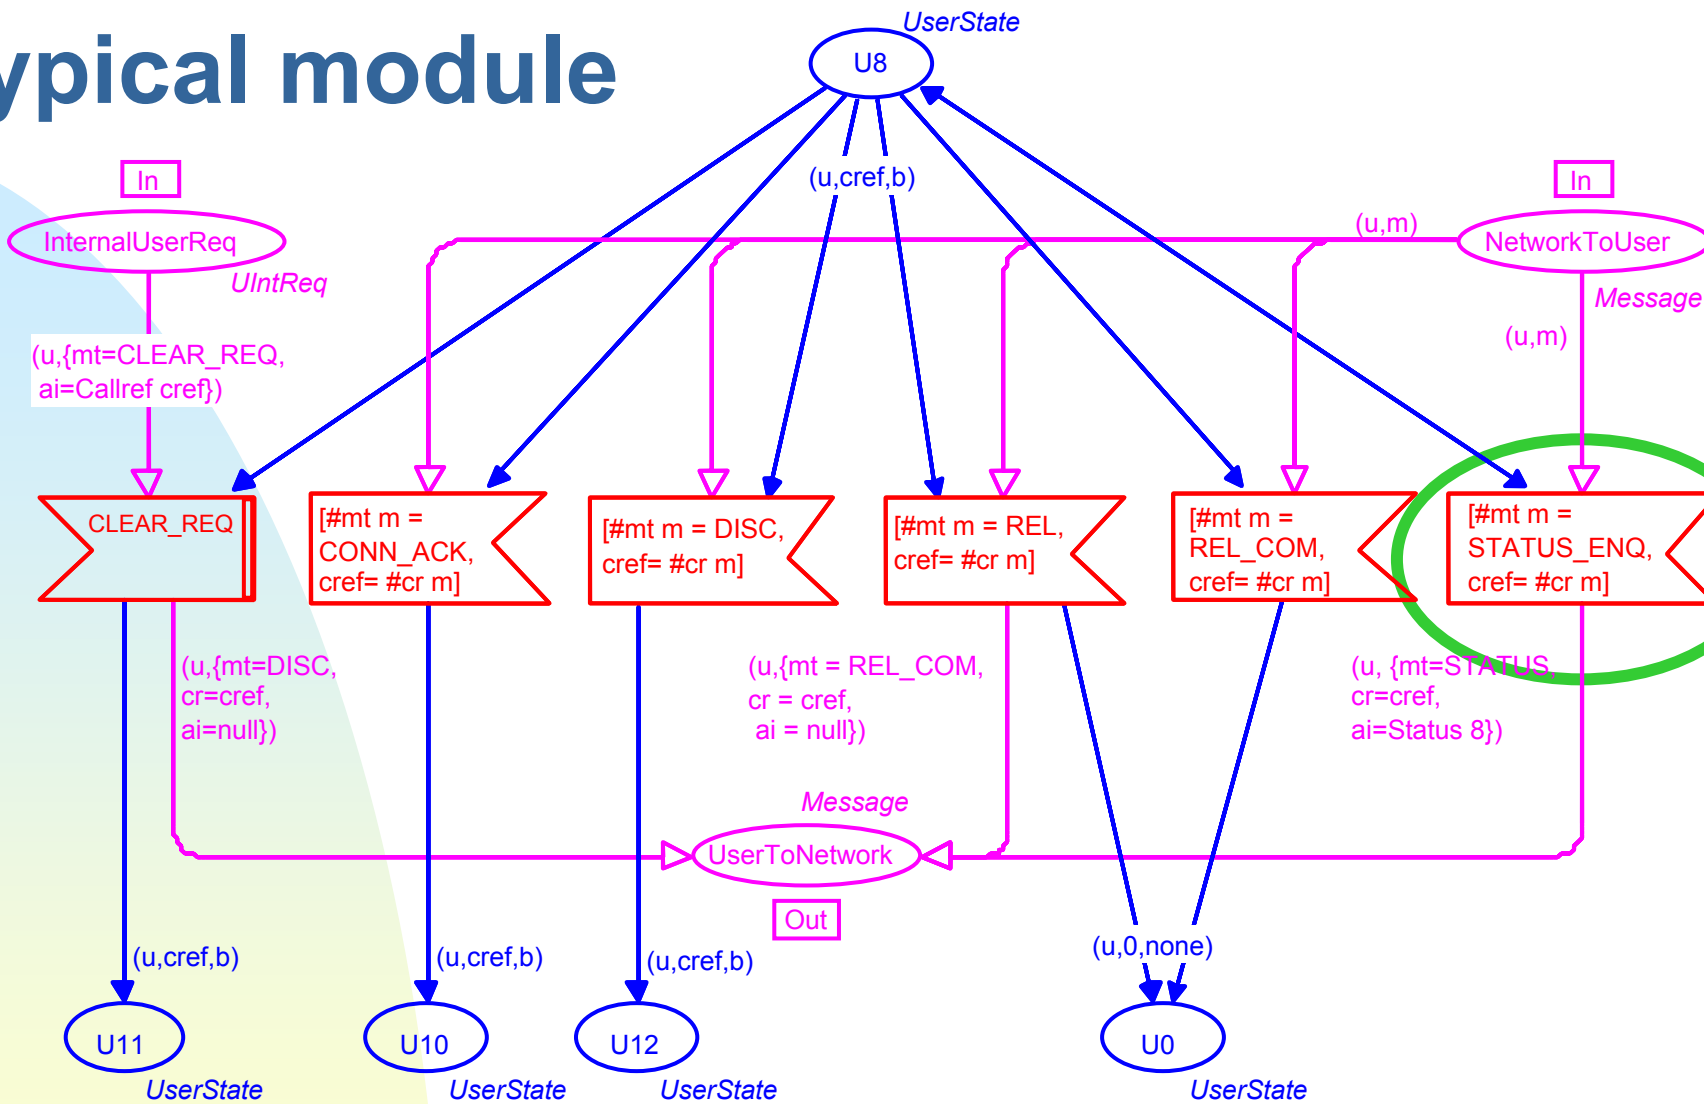 ypical module
UserState
U8
In
In
(u,cref,b)
(u,m)
InternalUserReq
NetworkToUser
UIntReq
Message
(u,{mt=CLEAR_REQ,
ai=Callref cref})
(u,m)
CLEAR_REQ
[#mt m =
CONN_ACK,
cref= #cr m]
[#mt m = DISC,
cref= #cr m]
[#mt m = REL,
cref= #cr m]
[#mt m =
REL_COM,
cref= #cr m]
[#mt m =
STATUS_ENQ,
cref= #cr m]
(u,{mt=DISC,
cr=cref,
ai=null})
(u,{mt = REL_COM,
cr = cref,
ai = null})
(u, {mt=STATUS,
cr=cref,
ai=Status 8})
Message
UserToNetwork
Out
(u,cref,b)
(u,cref,b)
(u,cref,b)
(u,0,none)
U11
U10
U12
U0
UserState
UserState
UserState
UserState